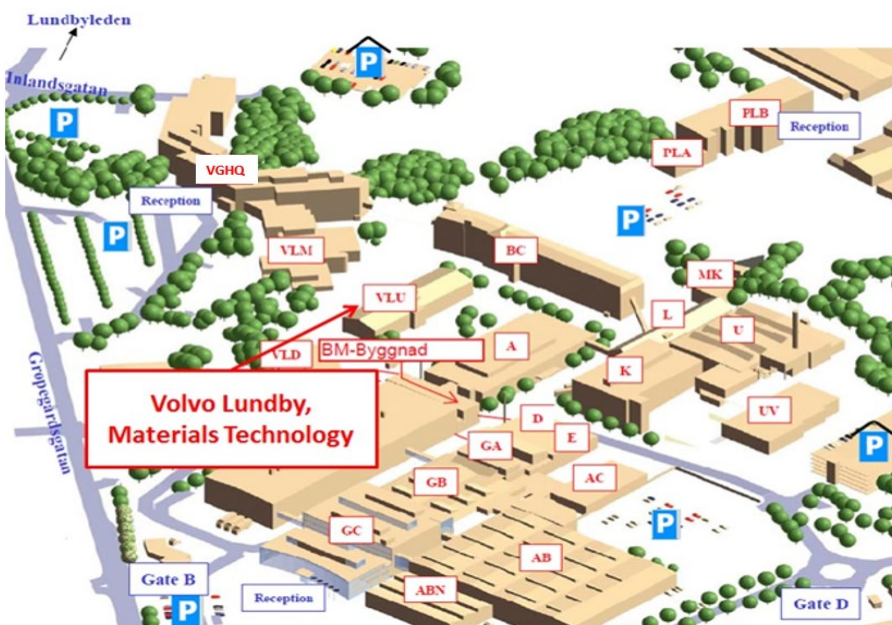 Lundbyleden
Inlandsgatan
P
P
P
VGHQ
Reception
PLB
Reception
PLA
P
VLM
BC
MK
VLU
L
U
VLD
BM-Byggnad
A
K
Volvo Lundby,
Materials Technology
Gropegårdsgatan
D
E
UV
GA
GB
AC
P
GC
P
AB
Gate B
ABN
Reception
P
Gate D